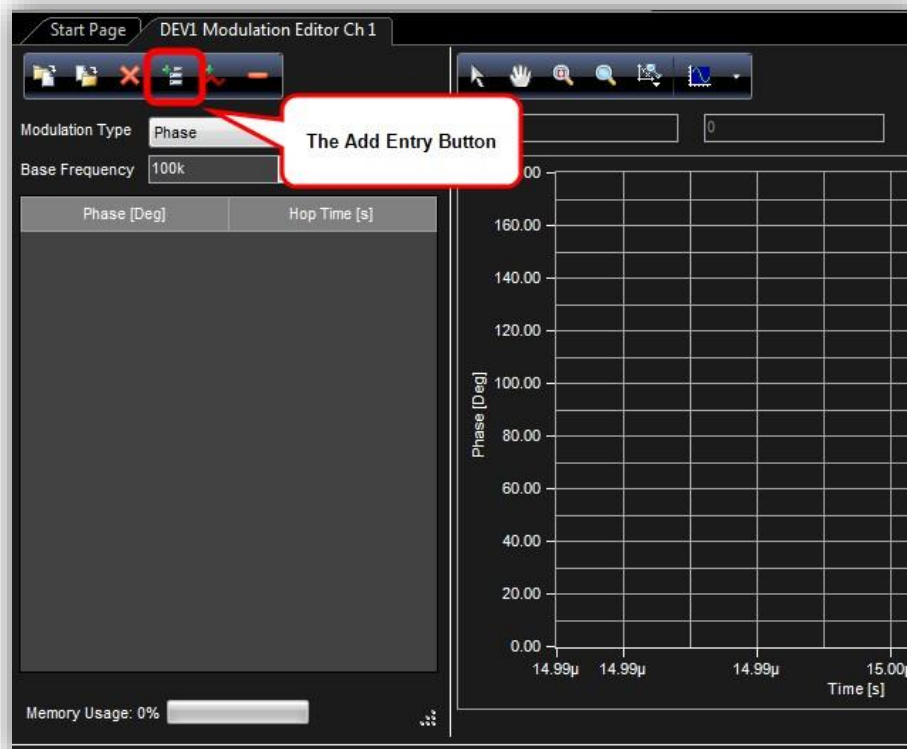 Start Page
DEV1 Modulation Editor Ch 1
The Add Entry Button
Modulation Type
Phase
Base Frequency
100k
Phase [Deg]
Hop Time [s]
Memory Usage: 0%
0
160.00
140.00
120.00
100.00
80.00
60.00
40.00
20.00
0.00
Phase [Deg]
14.99µ
14.99µ
14.99µ
15.00
Time [s]